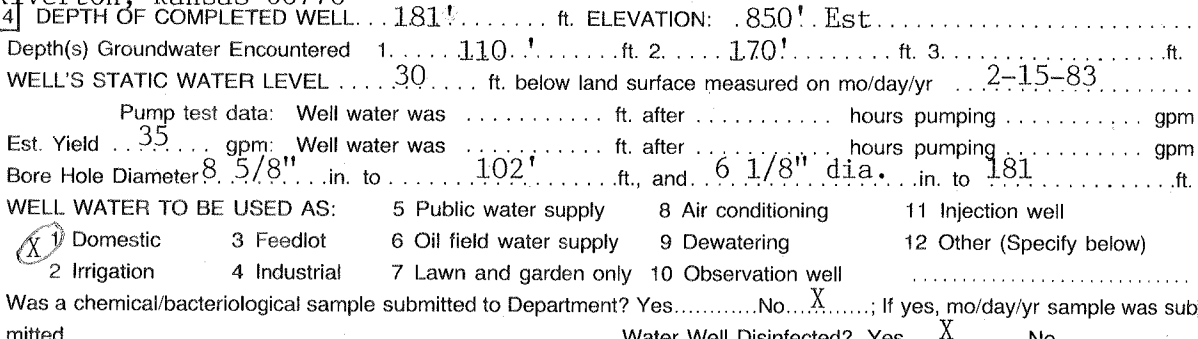 Riverton, Kansas 66770
4 DEPTH OF COMPLETED WELL...181'....... ft. ELEVATION: .850'. Est............................
Depth(s) Groundwater Encountered 1......110..'......ft. 2......170'.........ft. 3.....................ft.
WELL'S STATIC WATER LEVEL ......30.... ft. below land surface measured on mo/day/yr ...2-15-83.........
Pump test data: Well water was ........... ft. after ........... hours pumping ........... gpm
Est. Yield ..35.... gpm: Well water was ........... ft. after ........... hours pumping........... gpm
Bore Hole Diameter 8 5/8"...in. to .........102'.........ft., and..6 1/8" dia...in. to 181...............ft.
WELL WATER TO BE USED AS: 5 Public water supply 8 Air conditioning 11 Injection well
X 1 Domestic 3 Feedlot 6 Oil field water supply 9 Dewatering 12 Other (Specify below)
2 Irrigation 4 Industrial 7 Lawn and garden only 10 Observation well ............................
Was a chemical/bacteriological sample submitted to Department? Yes............No....X.......; If yes, mo/day/yr sample was sub
mitted Water Well Disinfected? Yes X No